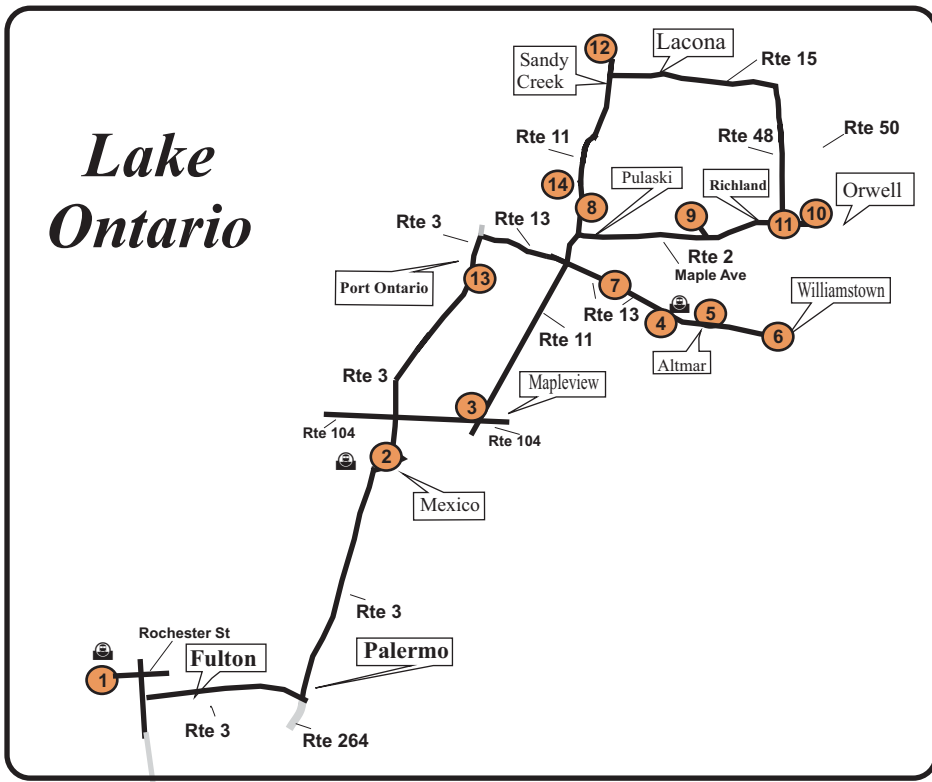 12
Lacona
Sandy
Creek
Rte 15
Lake
Ontario
Rte 11
Rte 48
Rte 50
14
Pulaski
Richland
Orwell
8
9
10
11
Rte 3
Rte 13
Rte 2
Maple Ave
Port Ontario
13
7
Rte 13
4
5
6
Williamstown
Altmar
Rte 11
Rte 3
Mapleview
3
Rte 104
Rte 104
2
Mexico
Rte 3
Rochester St
1
Fulton
Palermo
Rte 3
Rte 264